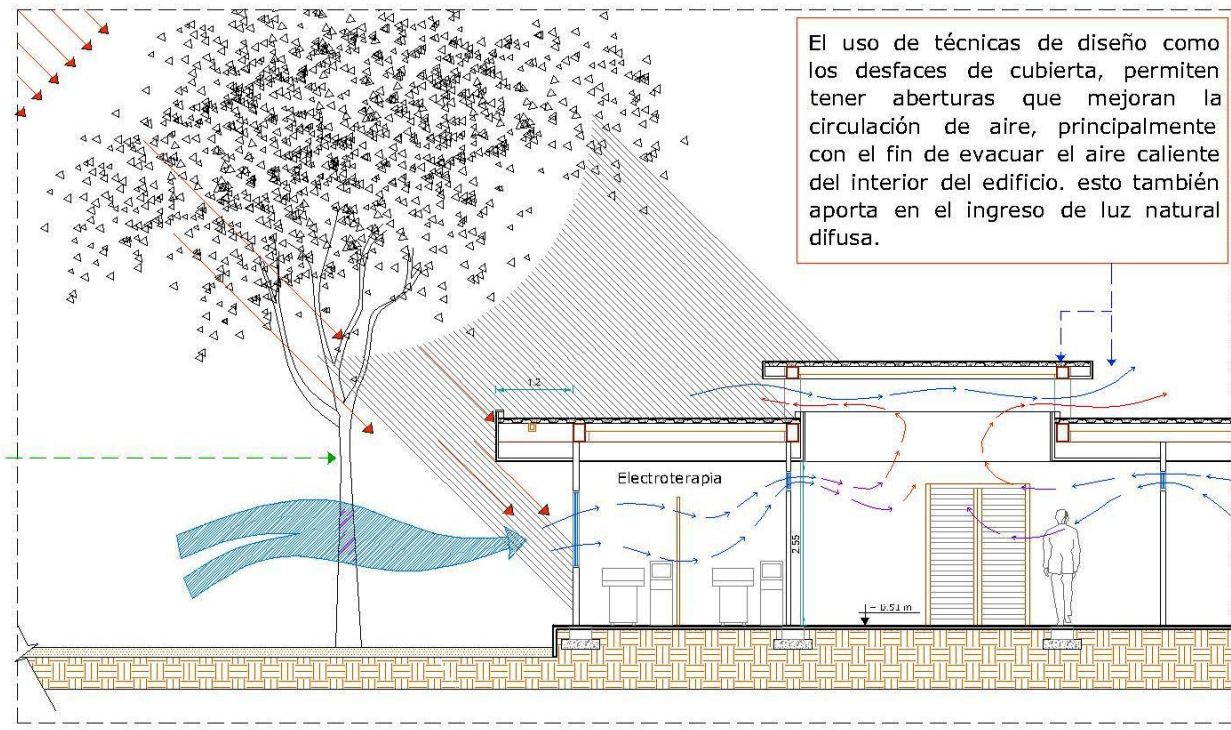 El uso de técnicas de diseño como
los desfaces de cubierta, permiten
tener aberturas que mejoran la
circulación de aire, principalmente
con el fin de evacuar el aire caliente
del interior del edificio. esto también
aporta en el ingreso de luz natural
difusa.
1.2
Electroterapia
2.55
- 0.51 m